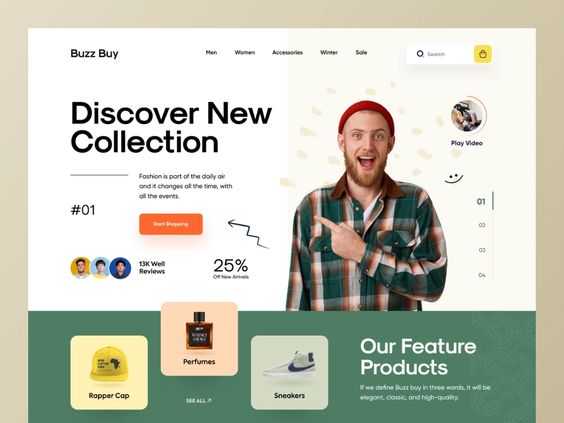 Buzz Buy
Men
Women
Accessories
Winter
Sale
Search
Discover New
Collection
Play Video
Fashion is part of the daily air
and it changes all the time, with
all the events.
#01
01
Start Shopping
02
03
13K Well
Reviews
25%
Off New Arrivels
04
WHISKY
SMOKE
Perfumes
Rapper Cap
SEE ALL
Sneakers
Our Feature
Products
If we define Buzz buy in three words, it will be
elegant, classic, and high-quality.